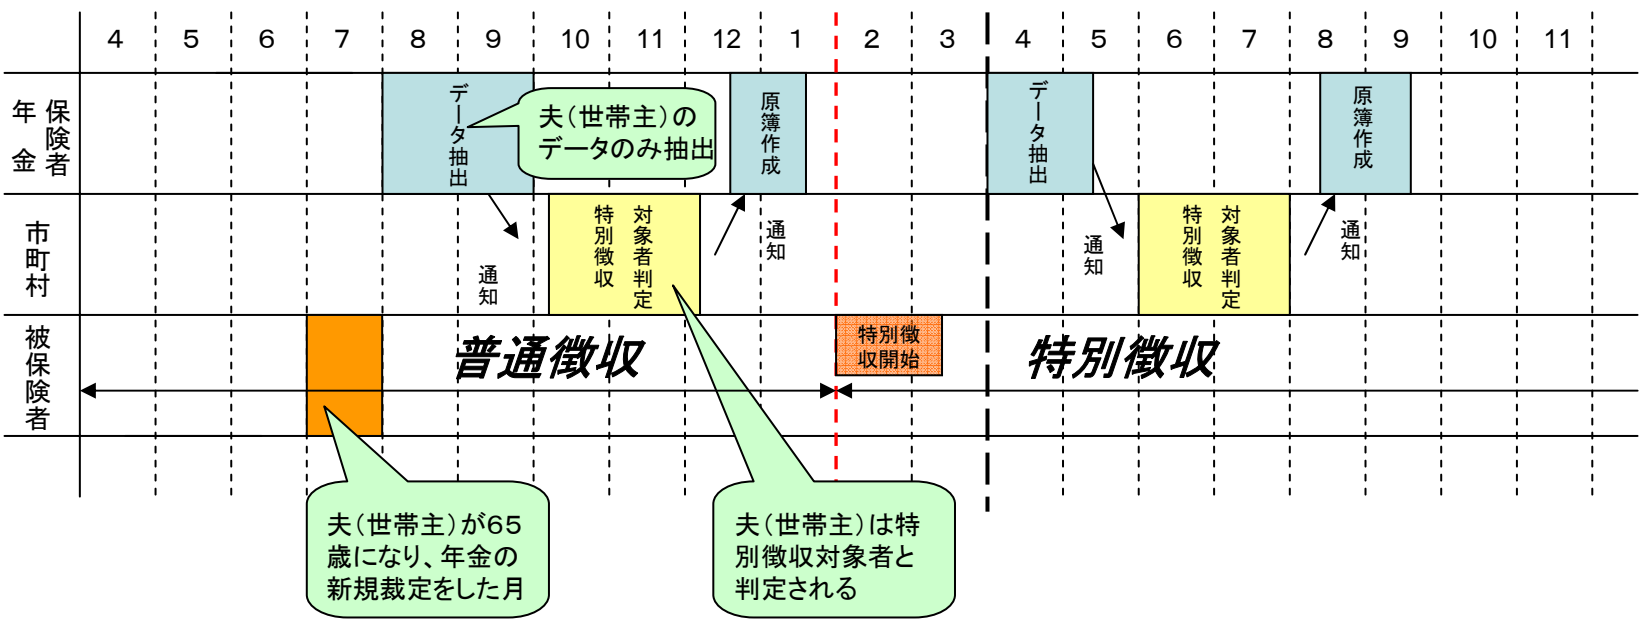 4 5 6 7 8 9 10 11 12 1 2 3 4 5 6 7 8 9 10 11
年金
保険者
データ抽出
夫（世帯主）の
データのみ抽出
原簿作成
データ抽出
原簿作成
市町村
通知
特別徴収
対象者判定
通知
通知
特別徴収
対象者判定
通知
被保険者
普通徴収
特別徴
収開始
特別徴収
夫（世帯主）が６５
歳になり、年金の
新規裁定をした月
夫（世帯主）は特
別徴収対象者と
判定される